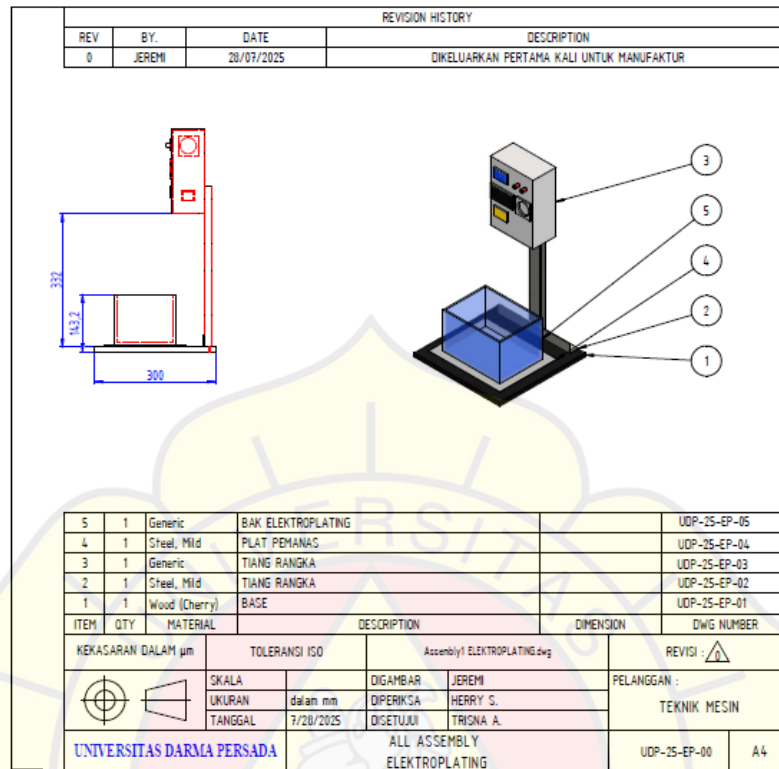 REVISION HISTORY
REV BY. DATE DESCRIPTION
0 JEREMI 28/07/2025 DIKELUARKAN PERTAMA KALI UNTUK MANUFAKTUR
3
5
4
2
1
332
143,2
300
5 1 Generic BAK ELEKTROPLATING UDP-25-EP-05
4 1 Steel, Mild PLAT PEMANAS UDP-25-EP-04
3 1 Generic TIANG RANGKA UDP-25-EP-03
2 1 Steel, Mild TIANG RANGKA UDP-25-EP-02
1 1 Wood (Cherry) BASE UDP-25-EP-01
ITEM QTY MATERIAL DESCRIPTION DIMENSION DWG NUMBER
KEKASARAN DALAM µm TOLERANSI ISO Assembly1 ELEKTROPLATING.dwg REVISI : 0
SKALA DIGAMBAR JEREMI PELANGGAN :
UKURAN dalam mm DIPERIKSA HERRY S. TEKNIK MESIN
TANGGAL 7/28/2025 DISETUJUI TRISNA A.
UNIVERSITAS DARMA PERSADA ALL ASSEMBLY
ELEKTROPLATING UDP-25-EP-00 A4
UNIVERSITAS